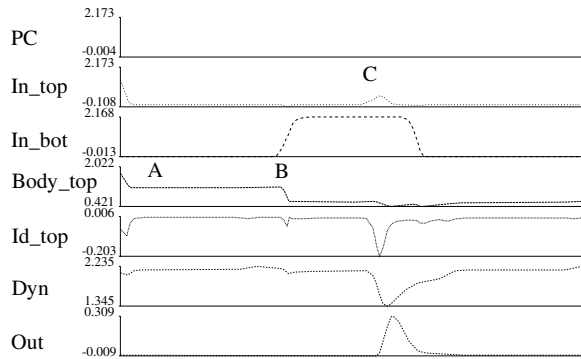 2.173
PC
-0.004
2.173
In_top
C
-0.108
2.168
In_bot
-0.013
2.022
A
B
Body_top
0.421
0.006
Id_top
-0.203
2.235
Dyn
1.345
0.309
Out
-0.009